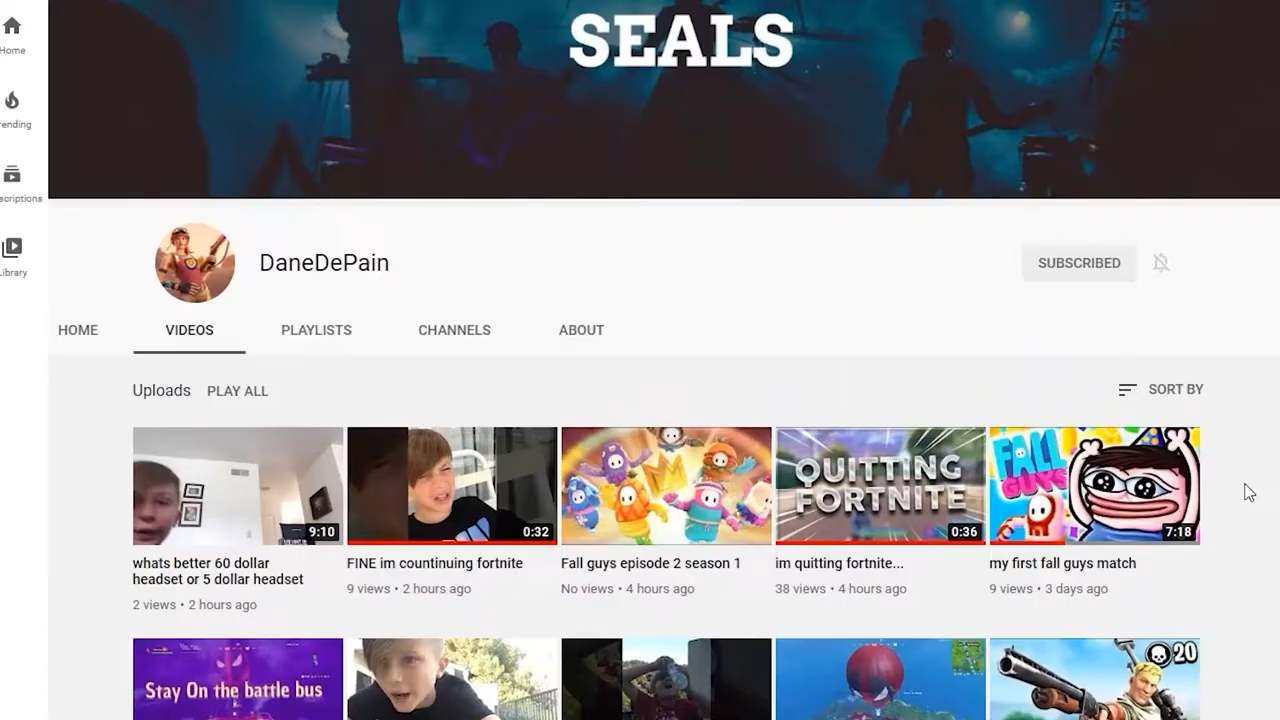 SEALS
Home
rending
scriptions
Library
DaneDePain
SUBSCRIBED
HOME VIDEOS PLAYLISTS CHANNELS ABOUT
Uploads PLAY ALL SORT BY
FALL GUYS
QUITTING
FORTNITE
9:10 0:32 0:36 7:18
whats better 60 dollar
headset or 5 dollar headset
2 views • 2 hours ago
FINE im countinuing fortnite
9 views • 2 hours ago
Fall guys episode 2 season 1
No views • 4 hours ago
im quitting fortnite...
38 views • 4 hours ago
my first fall guys match
9 views • 3 days ago
Stay On the battle bus
20